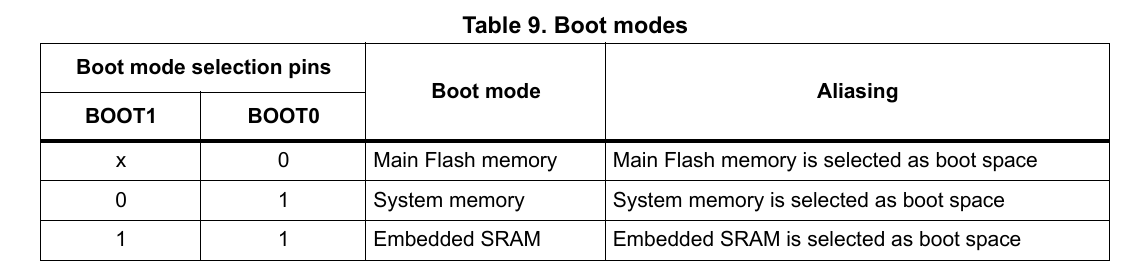 Table 9. Boot modes
Boot mode selection pins
Boot mode
Aliasing
BOOT1
BOOT0
x
0
Main Flash memory
Main Flash memory is selected as boot space
0
1
System memory
System memory is selected as boot space
1
1
Embedded SRAM
Embedded SRAM is selected as boot space